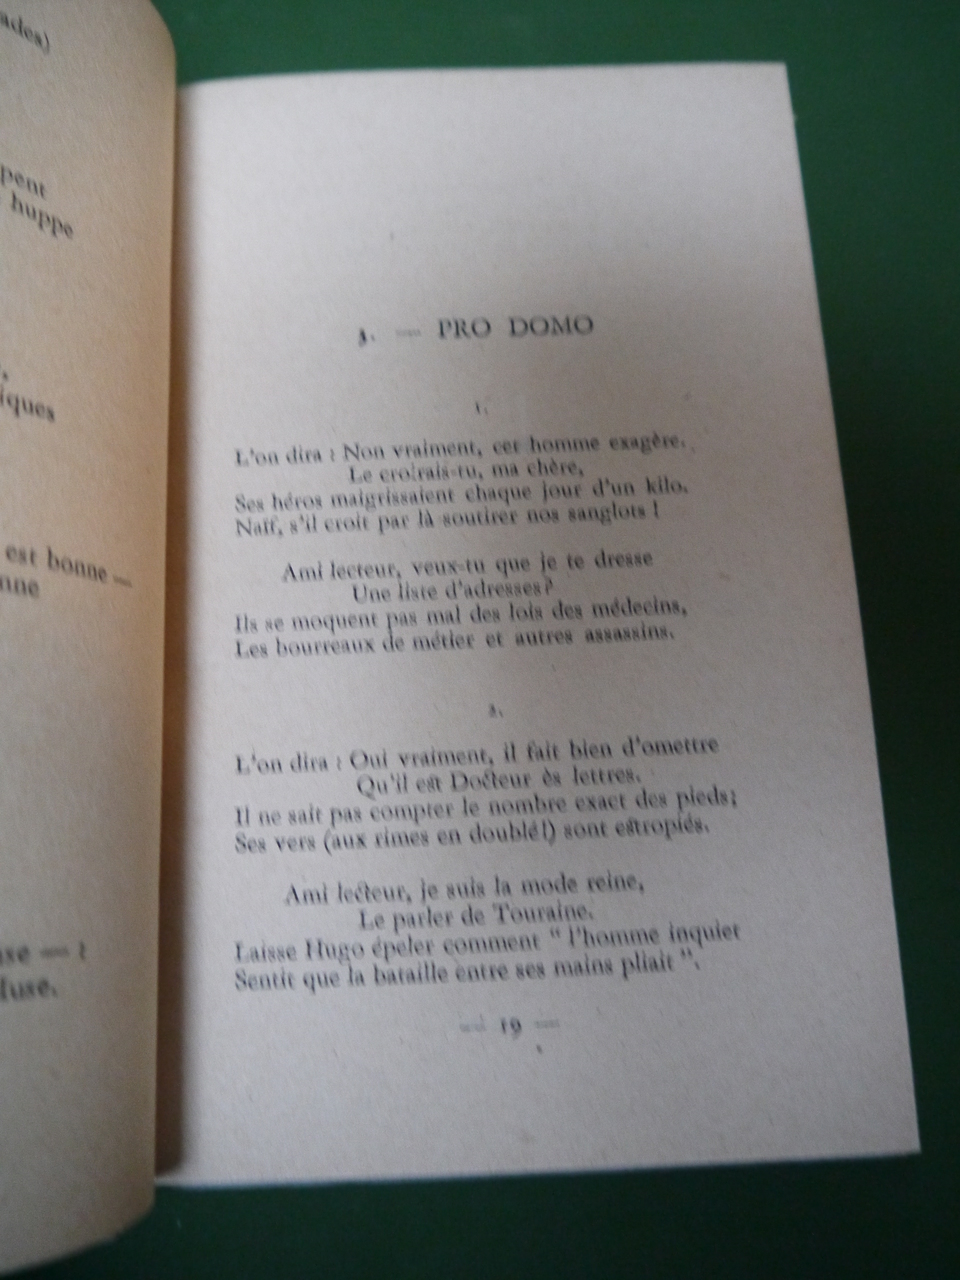 ades)
pent
huppe
iques
est bonne —
nne
se — ?
fuse.
3. — PRO DOMO
1.
L'on dira : Non vraiment, cet homme exagère.
Le croirais-tu, ma chère,
Ses héros maigrissaient chaque jour d'un kilo.
Naïf, s'il croit par là soutirer nos sanglots !
Ami lecteur, veux-tu que je te dresse
Une liste d'adresses ?
Ils se moquent pas mal des lois des médecins,
Les bourreaux de métier et autres assassins.
2.
L'on dira : Oui vraiment, il fait bien d'omettre
Qu'il est Docteur ès lettres.
Il ne sait pas compter le nombre exact des pieds ;
Ses vers (aux rimes en doublé !) sont estropiés.
Ami lecteur, je suis la mode reine,
Le parler de Touraine.
Laisse Hugo épeler comment “ l'homme inquiet
Sentit que la bataille entre ses mains pliait ”.
— 19 —